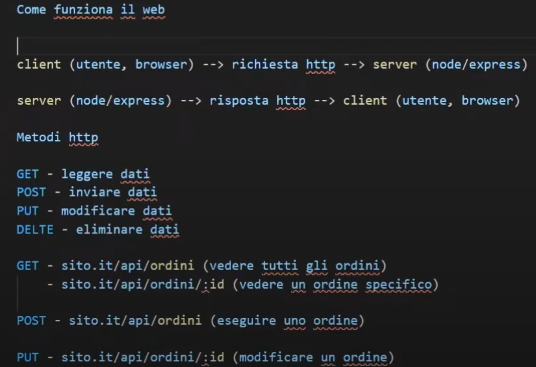 Come funziona il web
client (utente, browser) --> richiesta http --> server (node/express)
server (node/express) --> risposta http --> client (utente, browser)
Metodi http
GET - leggere dati
POST - inviare dati
PUT - modificare dati
DELTE - eliminare dati
GET - sito.it/api/ordini (vedere tutti gli ordini)
- sito.it/api/ordini/:id (vedere un ordine specifico)
POST - sito.it/api/ordini (eseguire uno ordine)
PUT - sito.it/api/ordini/:id (modificare un ordine)